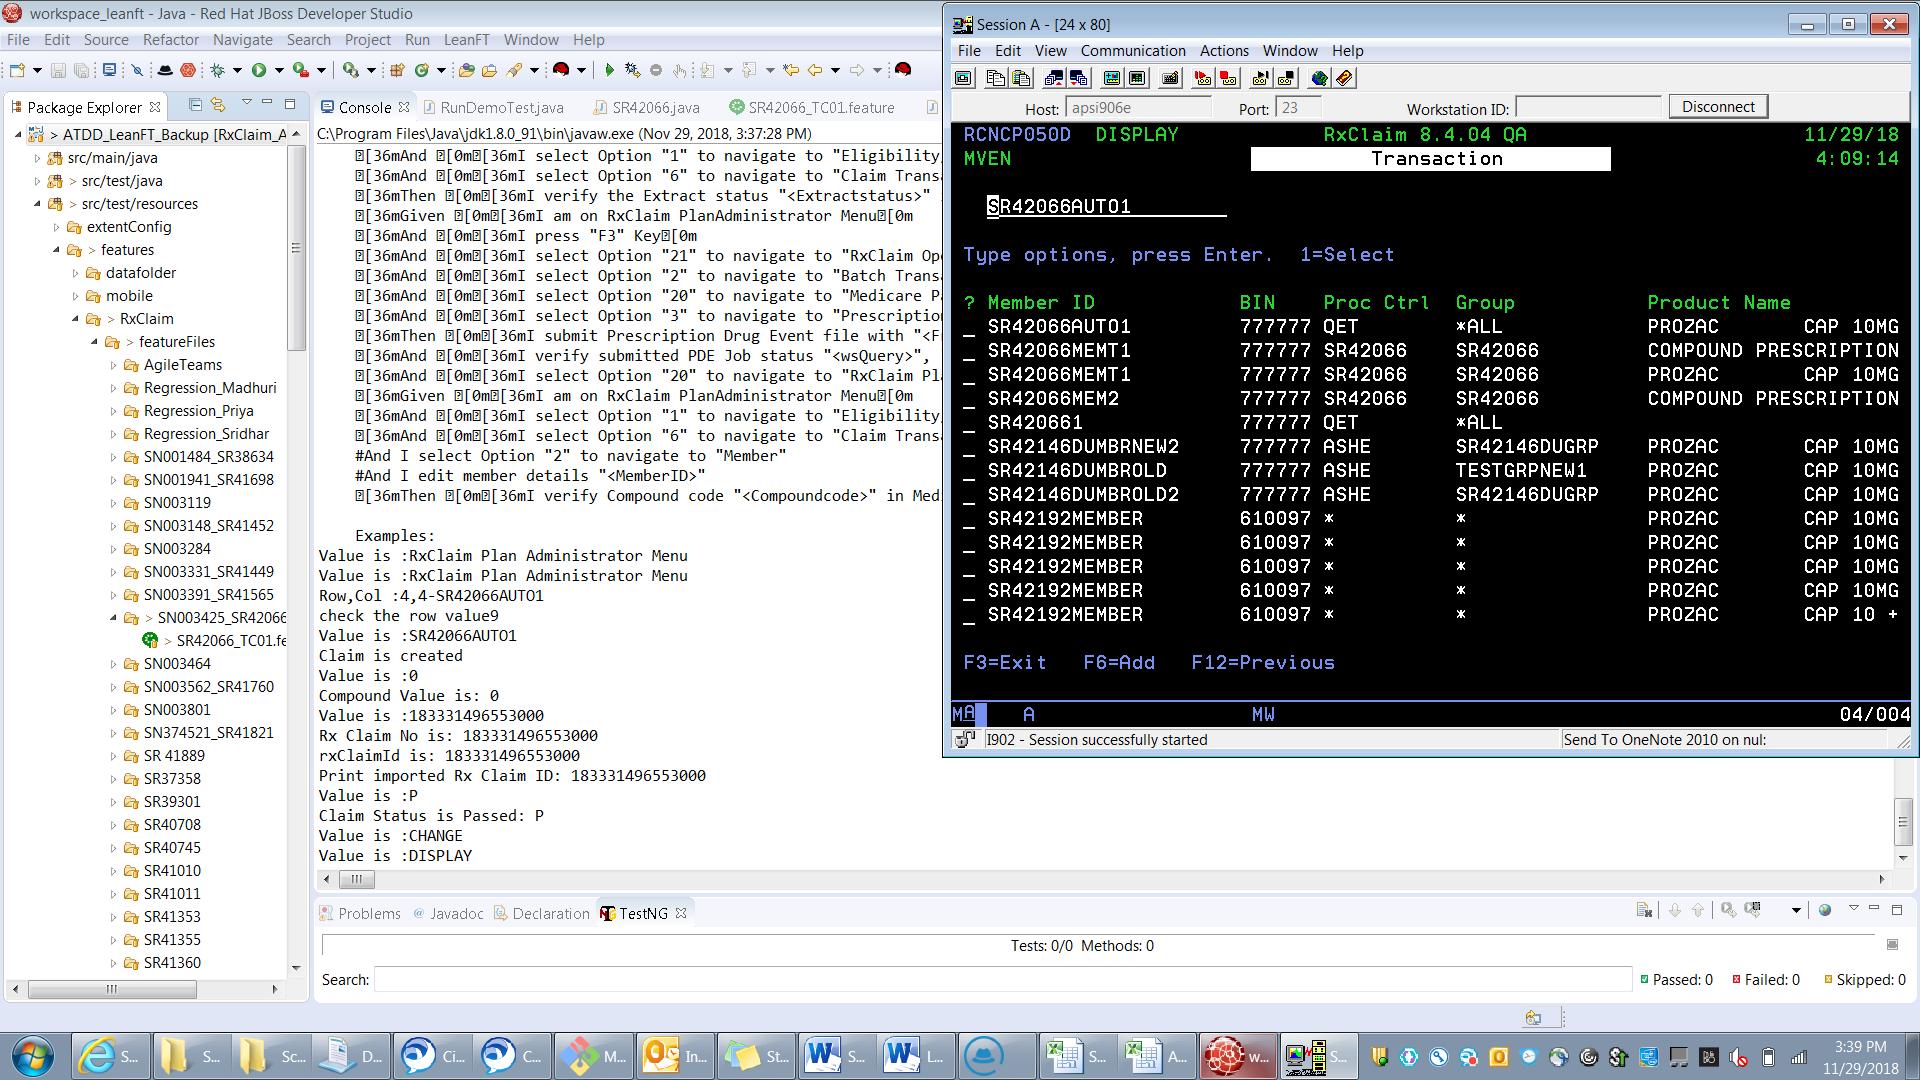 workspace_leanft - Java - Red Hat JBoss Developer Studio
File Edit Source Refactor Navigate Search Project Run LeanFT Window Help
Package Explorer
> ATDD_LeanFT_Backup [RxClaim_A
src/main/java
> src/test/java
> src/test/resources
extentConfig
> features
datafolder
mobile
> RxClaim
> featureFiles
AgileTeams
Regression_Madhuri
Regression_Priya
Regression_Sridhar
SN001484_SR38634
SN001941_SR41698
SN003119
SN003148_SR41452
SN003284
SN003331_SR41449
SN003391_SR41565
> SN003425_SR42066
> SR42066_TC01.fe
SN003464
SN003562_SR41760
SN003801
SN374521_SR41821
SR 41889
SR37358
SR39301
SR40708
SR40745
SR41010
SR41011
SR41353
SR41355
SR41360
Console RunDemoTest.java SR42066.java SR42066_TC01.feature
C:\Program Files\Java\jdk1.8.0_91\bin\javaw.exe (Nov 29, 2018, 3:37:28 PM)
[36mAnd [0m[36mI select Option "1" to navigate to "Eligibility,
[36mAnd [0m[36mI select Option "6" to navigate to "Claim Trans
[36mThen [0m[36mI verify the Extract status "<Extractstatus>"
[36mGiven [0m[36mI am on RxClaim PlanAdministrator Menu[0m
[36mAnd [0m[36mI press "F3" Key[0m
[36mAnd [0m[36mI select Option "21" to navigate to "RxClaim Ope
[36mAnd [0m[36mI select Option "2" to navigate to "Batch Transa
[36mAnd [0m[36mI select Option "20" to navigate to "Medicare Pa
[36mAnd [0m[36mI select Option "3" to navigate to "Prescription
[36mThen [0m[36mI submit Prescription Drug Event file with "<F
[36mAnd [0m[36mI verify submitted PDE Job status "<wsQuery>",
[36mAnd [0m[36mI select Option "20" to navigate to "RxClaim Pla
[36mGiven [0m[36mI am on RxClaim PlanAdministrator Menu[0m
[36mAnd [0m[36mI select Option "1" to navigate to "Eligibility,
[36mAnd [0m[36mI select Option "6" to navigate to "Claim Transa
#And I select Option "2" to navigate to "Member"
#And I edit member details "<MemberID>"
[36mThen [0m[36mI verify Compound code "<Compoundcode>" in Med
Examples:
Value is :RxClaim Plan Administrator Menu
Value is :RxClaim Plan Administrator Menu
Row,Col :4,4-SR42066AUTO1
check the row value9
Value is :SR42066AUTO1
Claim is created
Value is :0
Compound Value is: 0
Value is :183331496553000
Rx Claim No is: 183331496553000
rxClaimId is: 183331496553000
Print imported Rx Claim ID: 183331496553000
Value is :P
Claim Status is Passed: P
Value is :CHANGE
Value is :DISPLAY
Problems @ Javadoc Declaration TestNG
Tests: 0/0 Methods: 0
Search: Passed: 0 Failed: 0 Skipped: 0
Session A - [24 x 80]
File Edit View Communication Actions Window Help
Host: apsi906e Port: 23 Workstation ID: Disconnect
RCNCP050D DISPLAY RxClaim 8.4.04 QA 11/29/18
MVEN Transaction 4:09:14
SR42066AUTO1
Type options, press Enter. 1=Select
? Member ID BIN Proc Ctrl Group Product Name
_ SR42066AUTO1 777777 QET *ALL PROZAC CAP 10MG
_ SR42066MEMT1 777777 SR42066 SR42066 COMPOUND PRESCRIPTION
_ SR42066MEMT1 777777 SR42066 SR42066 PROZAC CAP 10MG
_ SR42066MEM2 777777 SR42066 SR42066 COMPOUND PRESCRIPTION
_ SR420661 777777 QET *ALL
_ SR42146DUMBRNEW2 777777 ASHE SR42146DUGRP PROZAC CAP 10MG
_ SR42146DUMBROLD 777777 ASHE TESTGRPNEW1 PROZAC CAP 10MG
_ SR42146DUMBROLD2 777777 ASHE SR42146DUGRP PROZAC CAP 10MG
_ SR42192MEMBER 610097 * * PROZAC CAP 10MG
_ SR42192MEMBER 610097 * * PROZAC CAP 10MG
_ SR42192MEMBER 610097 * * PROZAC CAP 10MG
_ SR42192MEMBER 610097 * * PROZAC CAP 10MG
_ SR42192MEMBER 610097 * * PROZAC CAP 10 +
F3=Exit F6=Add F12=Previous
MA A MW 04/004
I902 - Session successfully started Send To OneNote 2010 on nul:
S... S... Sc... D... Ci... C... M... In... St... S... L... S... A... w... S...
3:39 PM
11/29/2018